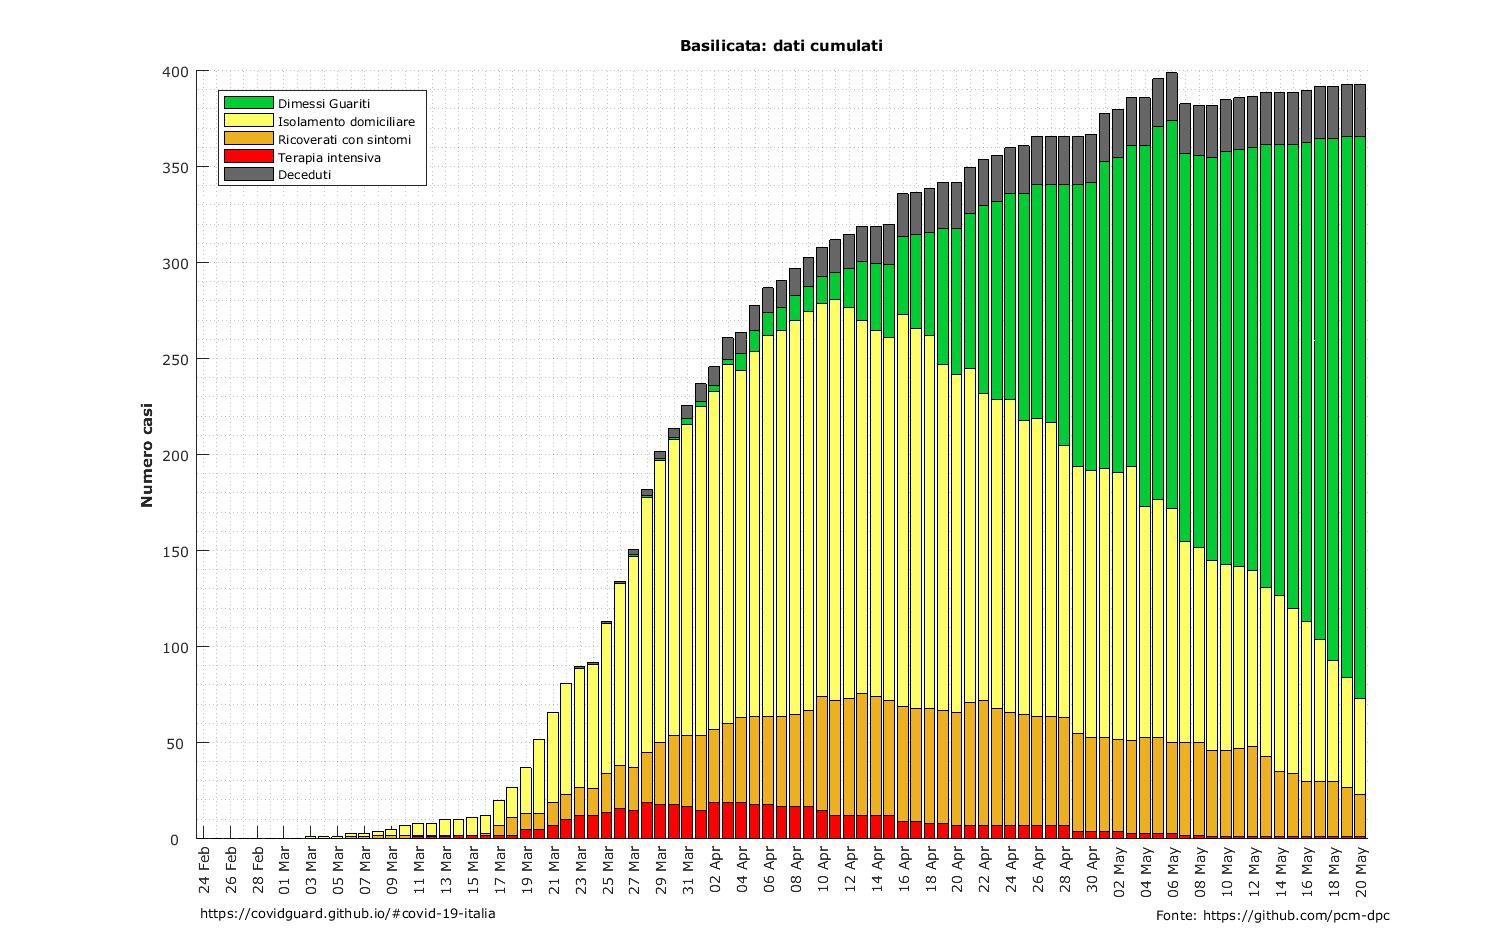 Basilicata: dati cumulati
400
350
300
250
200
150
100
50
0
Numero casi
Dimessi Guariti
Isolamento domiciliare
Ricoverati con sintomi
Terapia intensiva
Deceduti
24 Feb
26 Feb
28 Feb
01 Mar
03 Mar
05 Mar
07 Mar
09 Mar
11 Mar
13 Mar
15 Mar
17 Mar
19 Mar
21 Mar
23 Mar
25 Mar
27 Mar
29 Mar
31 Mar
02 Apr
04 Apr
06 Apr
08 Apr
10 Apr
12 Apr
14 Apr
16 Apr
18 Apr
20 Apr
22 Apr
24 Apr
26 Apr
28 Apr
30 Apr
02 May
04 May
06 May
08 May
10 May
12 May
14 May
16 May
18 May
20 May
https://covidguard.github.io/#covid-19-italia
Fonte: https://github.com/pcm-dpc